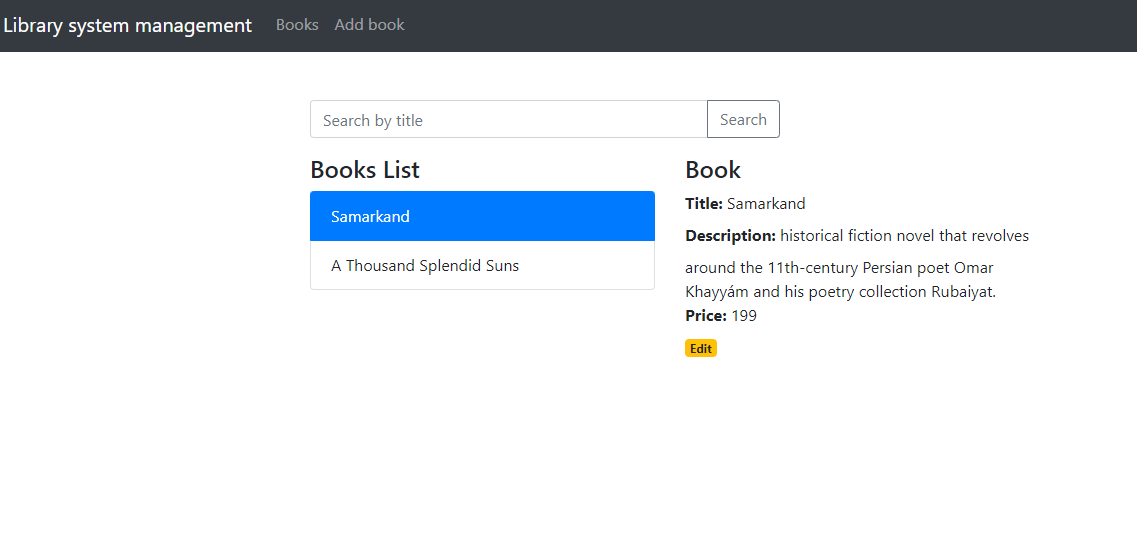 Library system management Books Add book
Search by title Search
Books List
Samarkand
A Thousand Splendid Suns
Book
Title: Samarkand
Description: historical fiction novel that revolves
around the 11th-century Persian poet Omar
Khayyám and his poetry collection Rubaiyat.
Price: 199
Edit